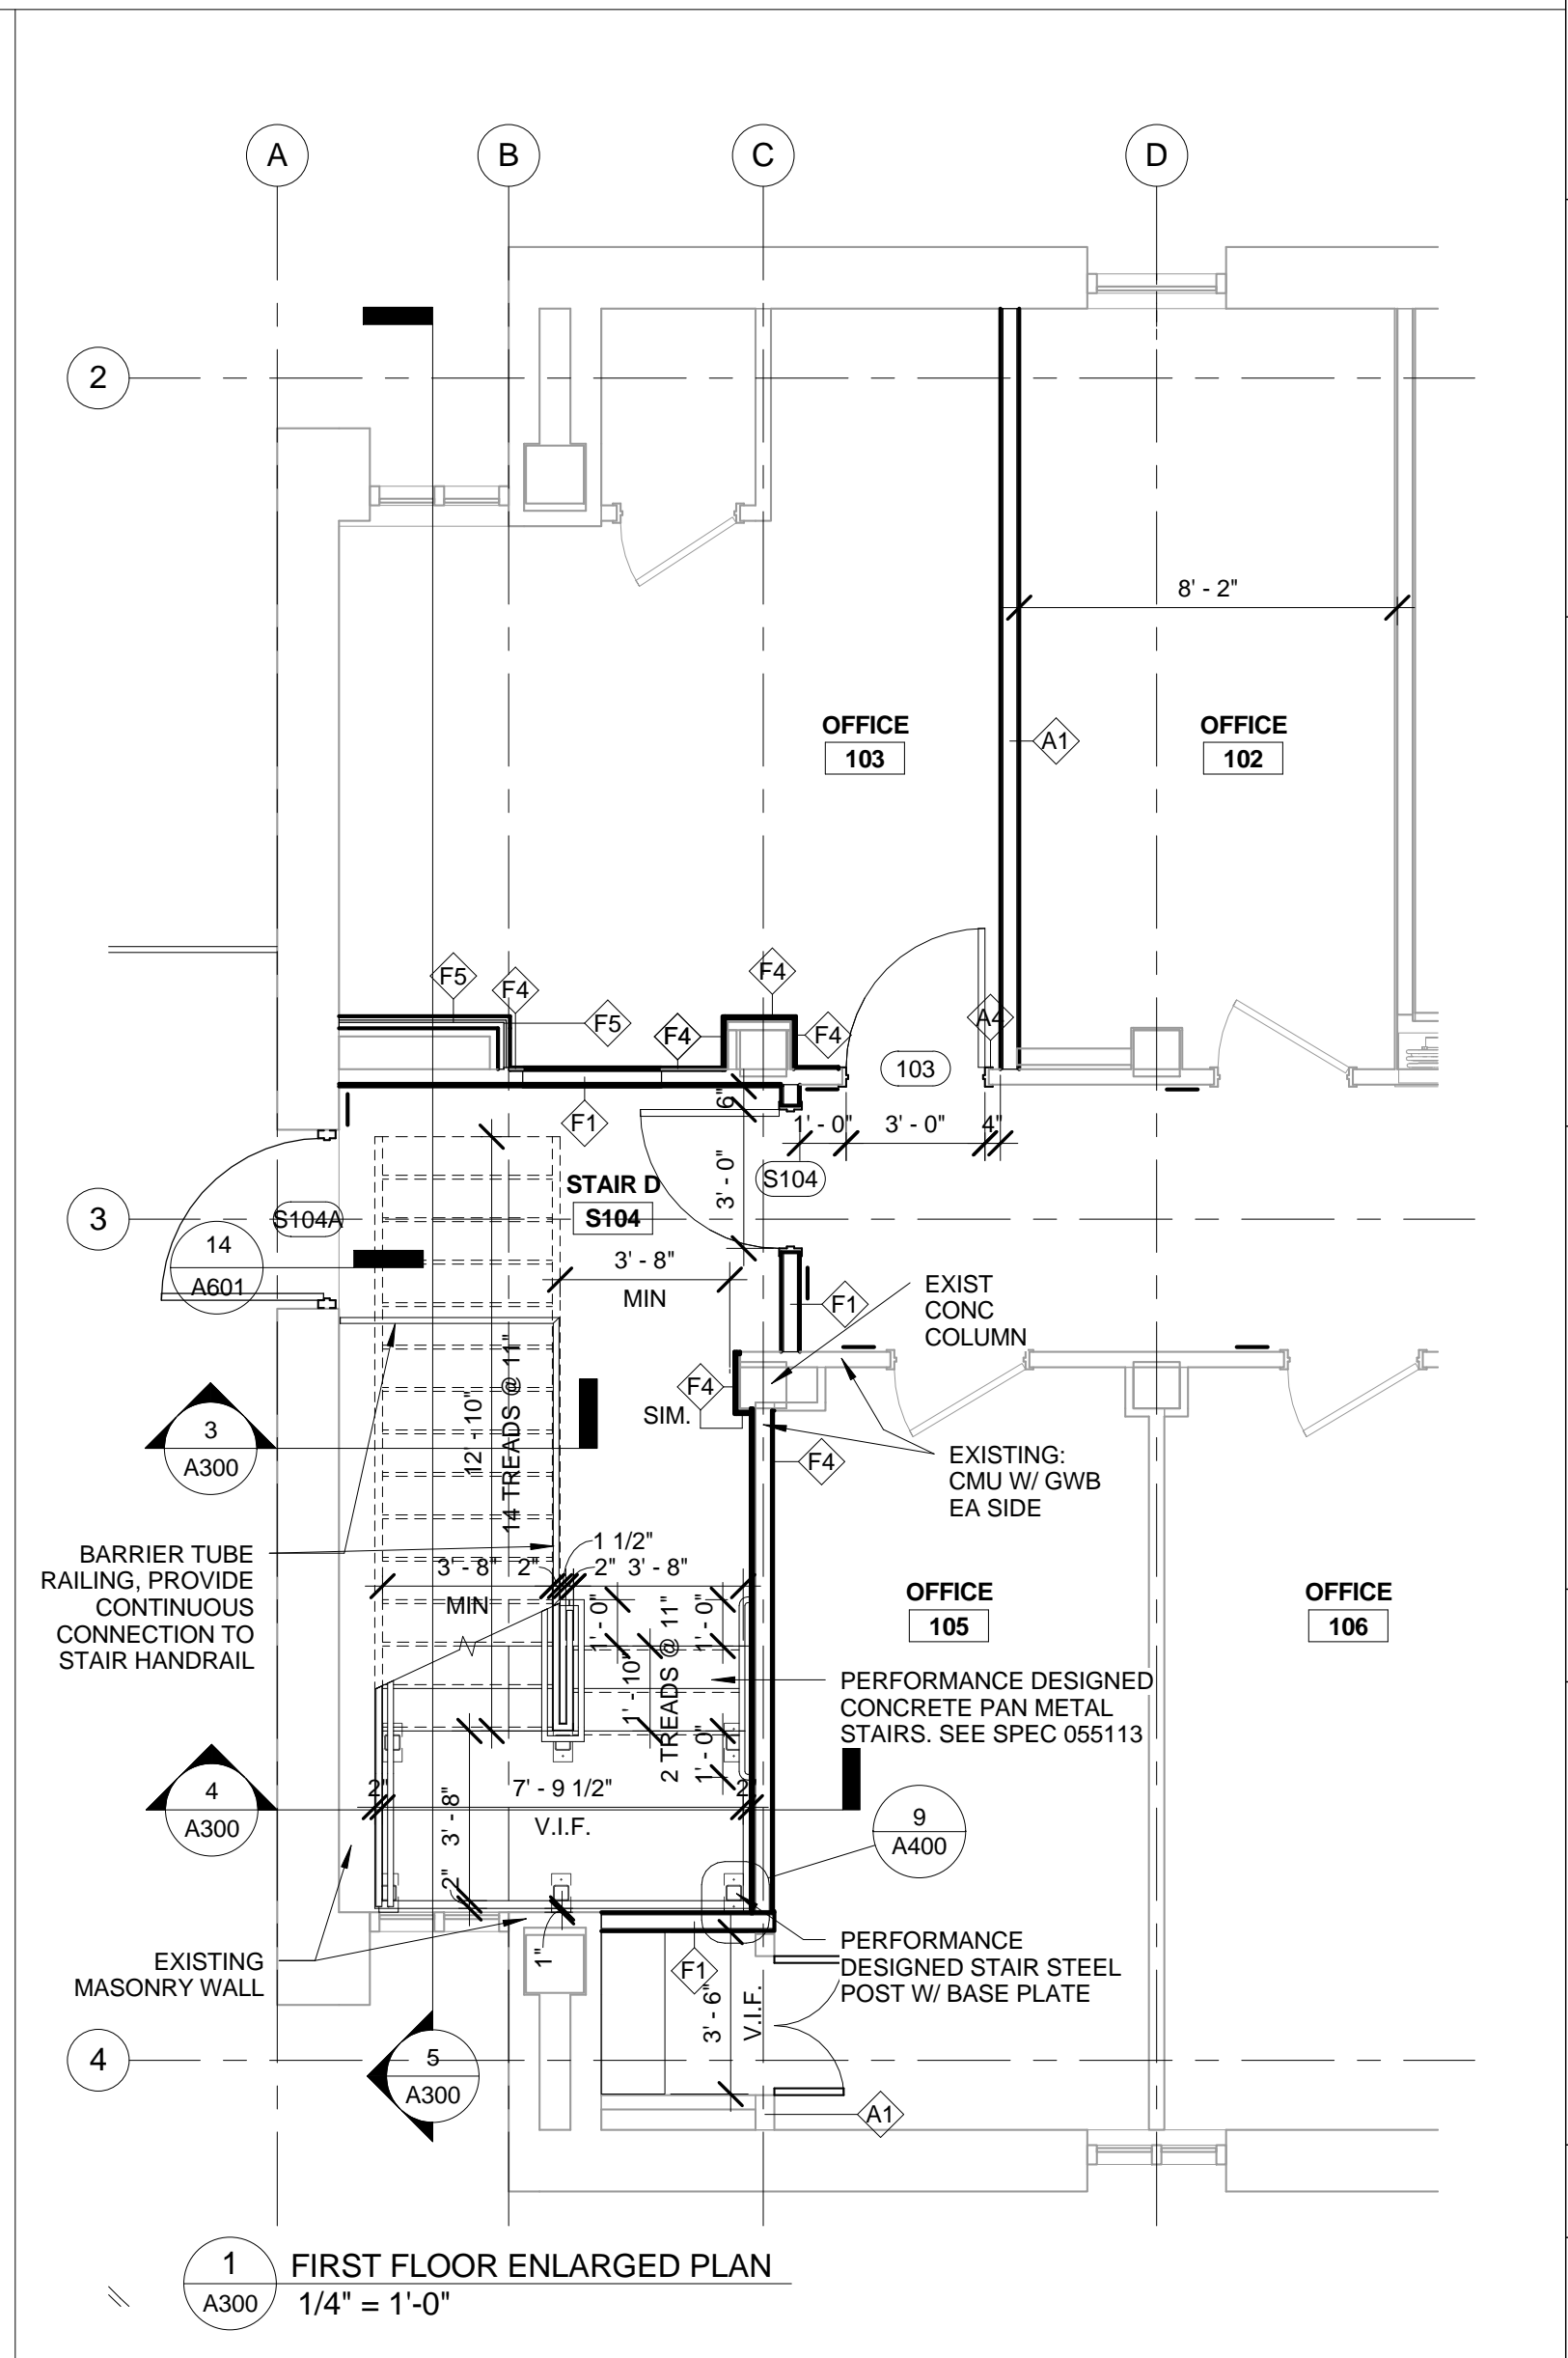 A
B
C
D
2
8' - 2"
OFFICE
103
OFFICE
102
A1
F5
F4
F5
F4
F4
F4
A4
103
F1
6"
1' - 0"
3' - 0"
4"
STAIR D
S104
3' - 0"
S104
3
S104A
14
A601
3' - 8"
MIN
F1
EXIST
CONC
COLUMN
F4
SIM.
3
A300
12' - 10"
14 TREADS @ 11"
F4
EXISTING:
CMU W/ GWB
EA SIDE
BARRIER TUBE
RAILING, PROVIDE
CONTINUOUS
CONNECTION TO
STAIR HANDRAIL
1 1/2"
3' - 8"
MIN
2"
2"
3' - 8"
1' - 0"
1' - 0"
1' - 10"
2 TREADS @ 11"
1' - 0"
OFFICE
105
OFFICE
106
PERFORMANCE DESIGNED
CONCRETE PAN METAL
STAIRS. SEE SPEC 055113
4
A300
2"
7' - 9 1/2"
V.I.F.
2"
3' - 8"
2"
9
A400
1"
EXISTING
MASONRY WALL
F1
3' - 6"
V.I.F.
PERFORMANCE
DESIGNED STAIR STEEL
POST W/ BASE PLATE
4
5
A300
A1
1
A300
FIRST FLOOR ENLARGED PLAN
1/4" = 1'-0"